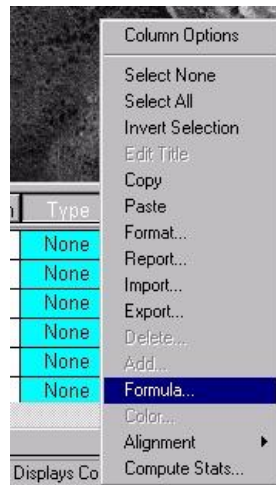 Column Options
Select None
Select All
Invert Selection
Edit Title
Copy
Paste
Format...
Report...
Import...
Export...
Delete...
Add...
Formula...
Color...
Alignment
Compute Stats...
Type
None
None
None
None
None
None
Displays Co